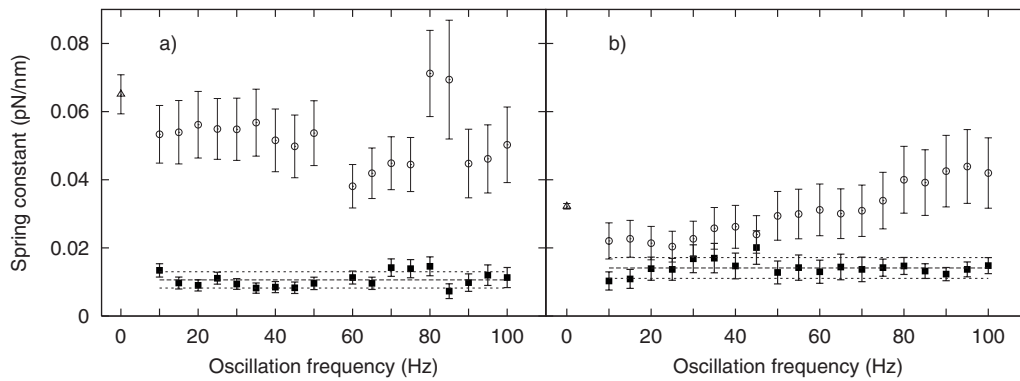 a) b)
0.08
0.06
0.04
0.02
0
Spring constant (pN/nm)
0 20 40 60 80 100 0 20 40 60 80 100
Oscillation frequency (Hz) Oscillation frequency (Hz)